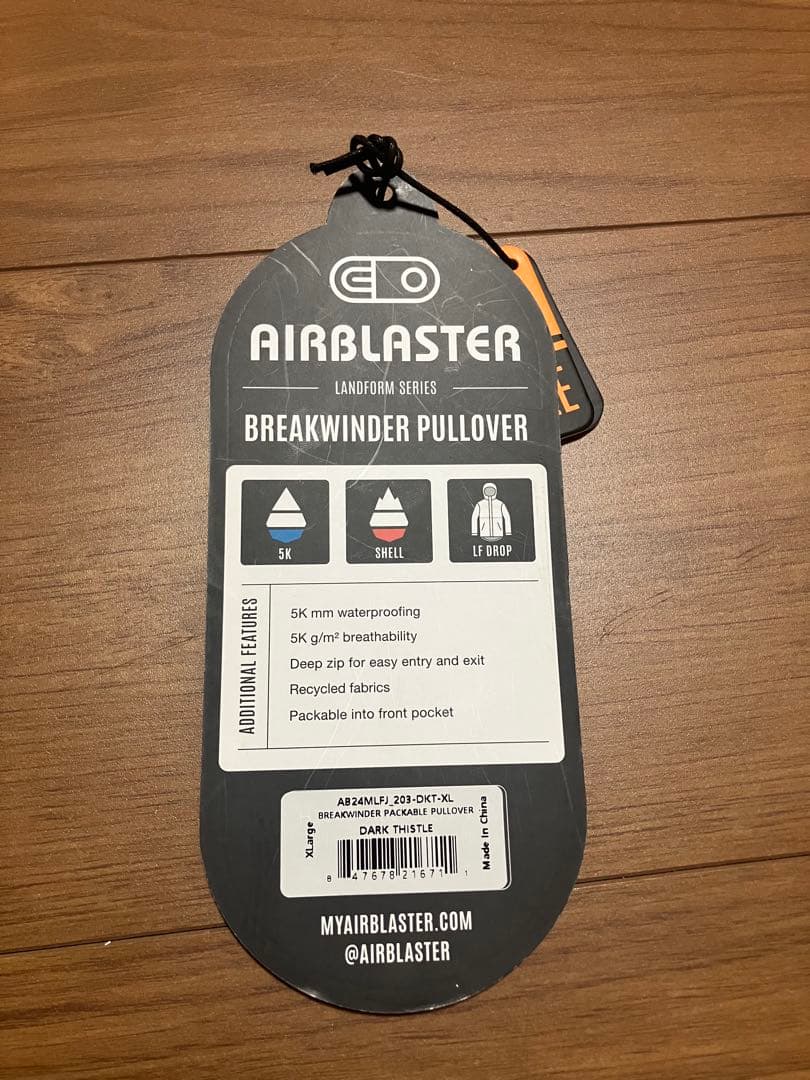 AIRBLASTER
LANDFORM SERIES
BREAKWINDER PULLOVER
5K
SHELL
LF DROP
ADDITIONAL FEATURES
5K mm waterproofing
5K g/m² breathability
Deep zip for easy entry and exit
Recycled fabrics
Packable into front pocket
AB24MLFJ_203-DKT-XL
BREAKWINDER PACKABLE PULLOVER
DARK THISTLE
XLarge
Made In China
8 47678 21671 1
MYAIRBLASTER.COM
@AIRBLASTER